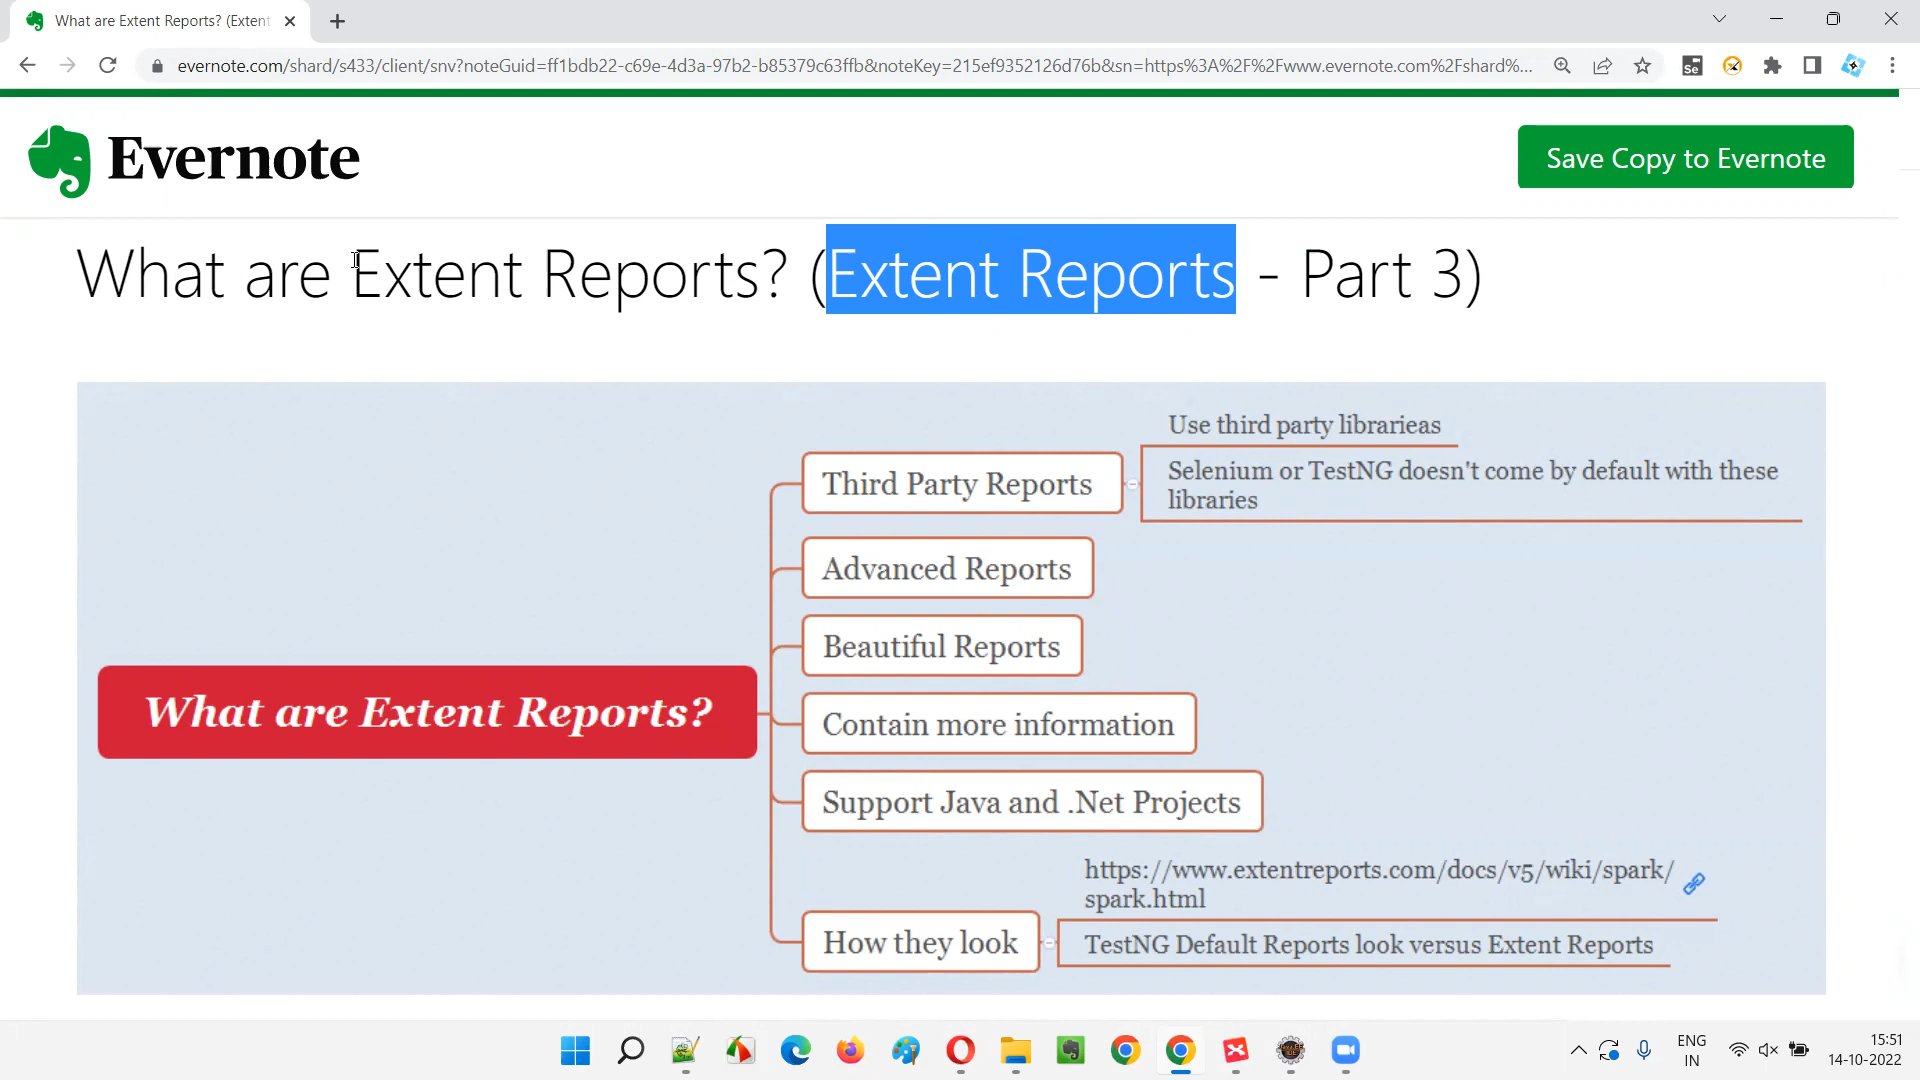 What are Extent Reports? (Extent
evernote.com/shard/s433/client/snv?noteGuid=ff1bdb22-c69e-4d3a-97b2-b85379c63ffb&noteKey=215ef9352126d76b&sn=https%3A%2F%2Fwww.evernote.com%2Fshard%...
Se
Evernote
Save Copy to Evernote
What are Extent Reports? (Extent Reports - Part 3)
Use third party librarieas
Third Party Reports
Selenium or TestNG doesn't come by default with these
libraries
Advanced Reports
Beautiful Reports
What are Extent Reports?
Contain more information
Support Java and .Net Projects
https://www.extentreports.com/docs/v5/wiki/spark/
spark.html
How they look
TestNG Default Reports look versus Extent Reports
ENG
IN
15:51
14-10-2022